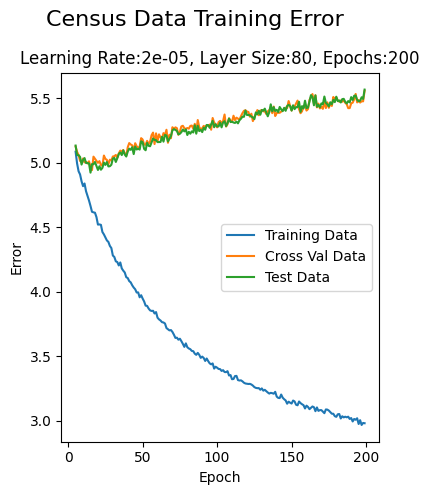 Census Data Training Error
Learning Rate:2e-05, Layer Size:80, Epochs:200
5.5
5.0
4.5
4.0
3.5
3.0
Error
Training Data
Cross Val Data
Test Data
0 50 100 150 200
Epoch